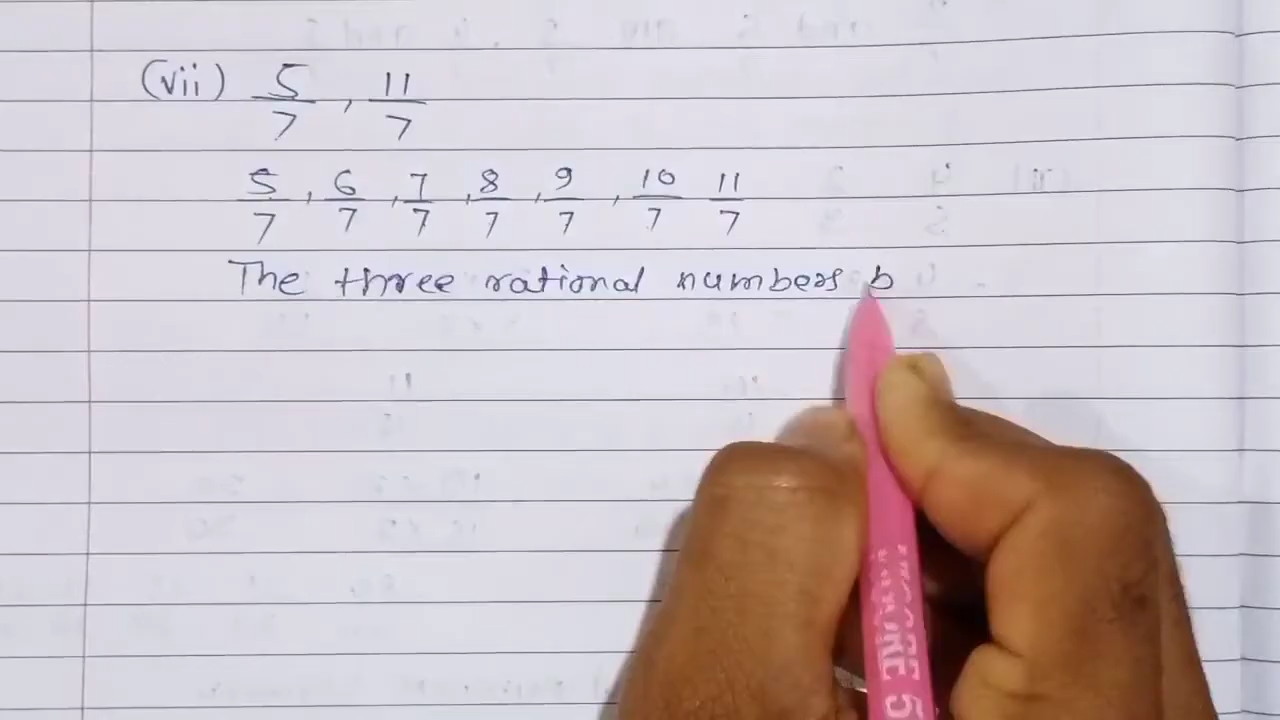 (vii) 5/7 , 11/7
5/7 , 6/7 , 7/7 , 8/7 , 9/7 , 10/7 11/7
The three rational numbers b